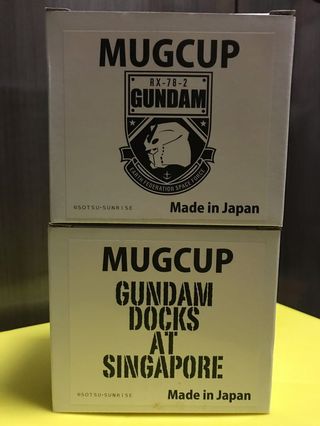 MUGCUP
RX-78-2
GUNDAM
EARTH FEDERATION SPACE FORCE
©SOTSU・SUNRISE
Made in Japan
MUGCUP
GUNDAM
DOCKS
AT
SINGAPORE
©SOTSU・SUNRISE
Made in Japan